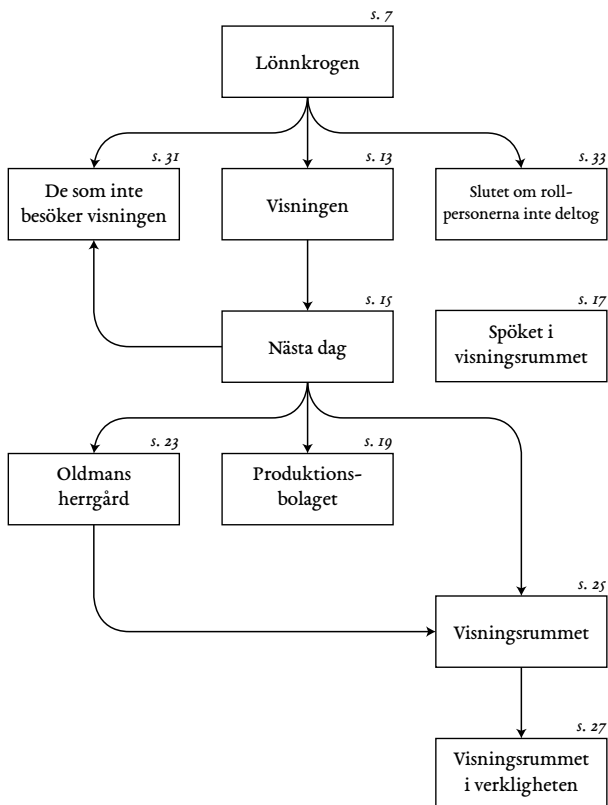 s. 7
Lönnkrogen
s. 31
De som inte
besöker visningen
s. 13
Visningen
s. 33
Slutet om roll-
personerna inte deltog
s. 15
Nästa dag
s. 17
Spöket i
visningsrummet
s. 23
Oldmans
herrgård
s. 19
Produktions-
bolaget
s. 25
Visningsrummet
s. 27
Visningsrummet
i verkligheten